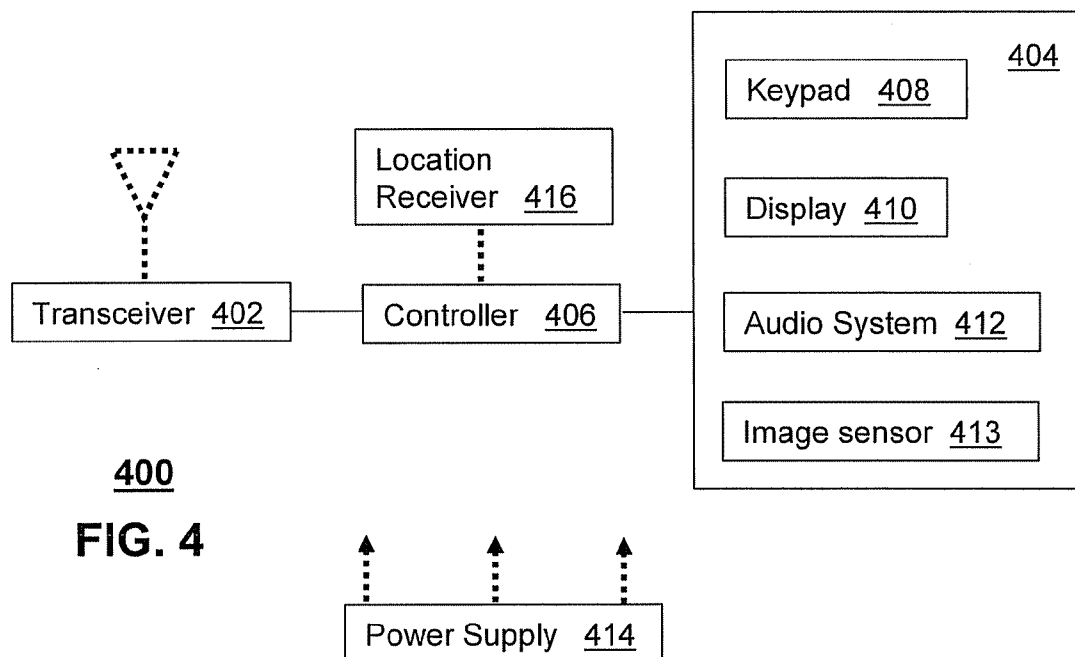 404
Keypad 408
Location
Receiver 416
Display 410
Transceiver 402
Controller 406
Audio System 412
Image sensor 413
400
FIG. 4
Power Supply 414